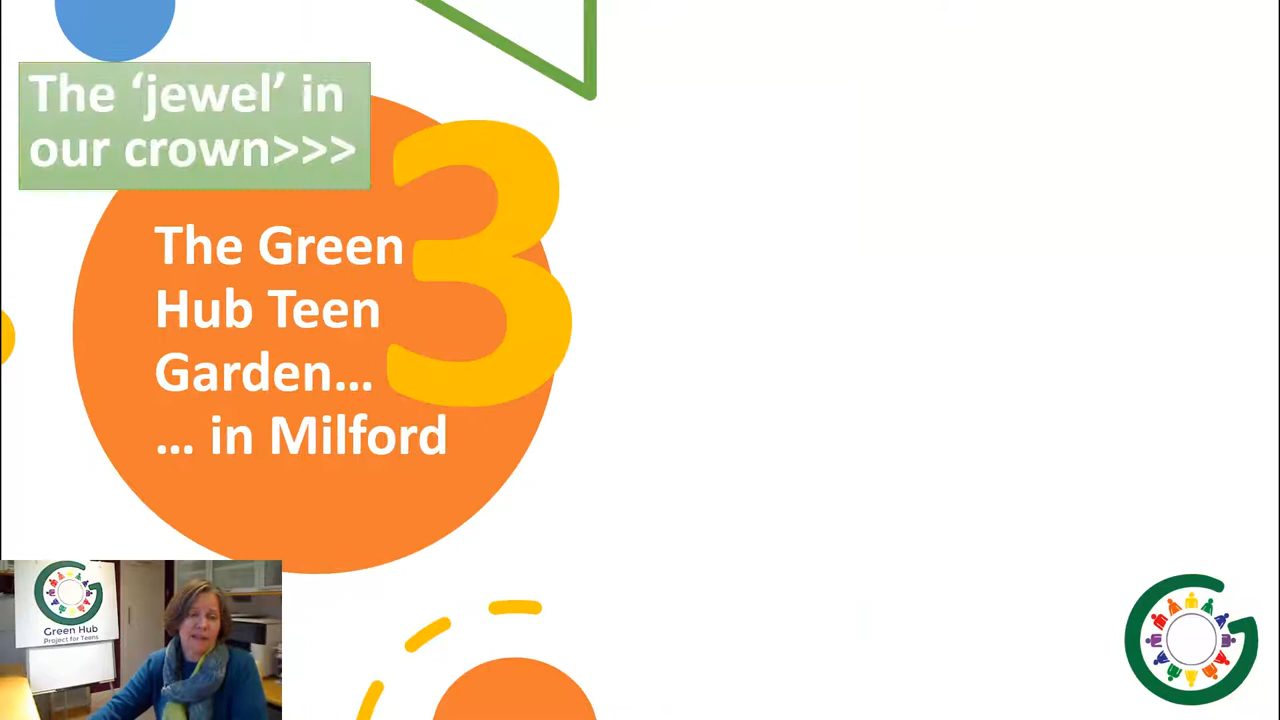 The ‘jewel’ in
our crown>>>
3
The Green
Hub Teen
Garden…
… in Milford
Green Hub
Project for Teens